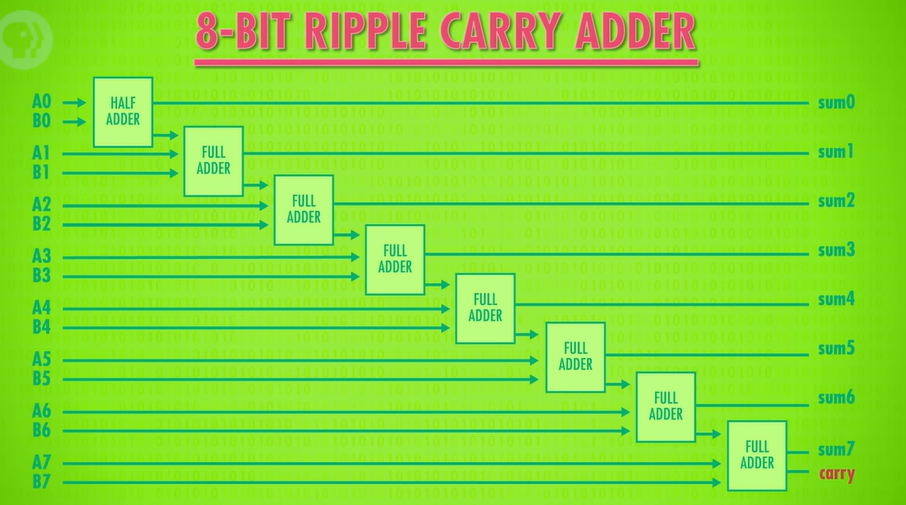 8-BIT RIPPLE CARRY ADDER
A0
B0
HALF
ADDER
sum0
A1
B1
FULL
ADDER
sum1
A2
B2
FULL
ADDER
sum2
A3
B3
FULL
ADDER
sum3
A4
B4
FULL
ADDER
sum4
A5
B5
FULL
ADDER
sum5
A6
B6
FULL
ADDER
sum6
A7
B7
FULL
ADDER
sum7
carry